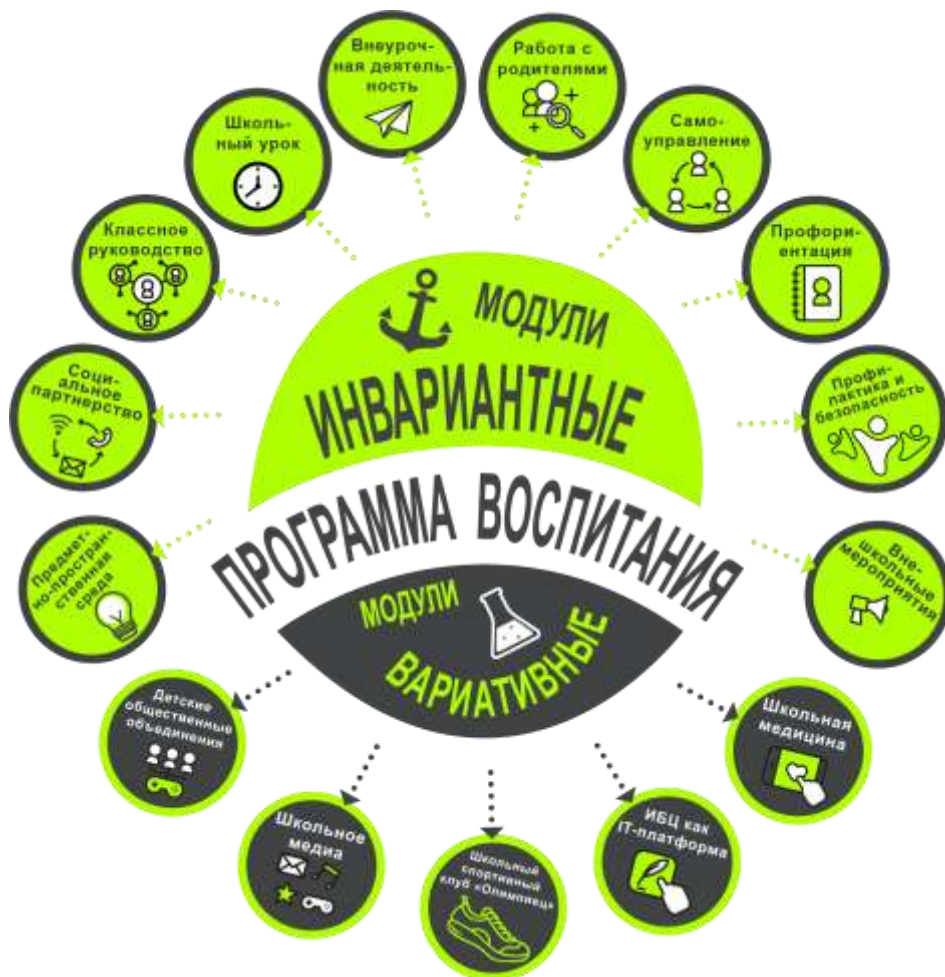 Внеуроч-
ная деятель-
ность
Работа с
родителями
Школь-
ный урок
Само-
управление
Классное
руководство
Профори-
ентация
Соци-
альное
партнерство
Профи-
лактика и
безопасность
Предмет-
но-простран-
ственная
среда
Вне-
школьные
мероприятия
МОДУЛИ
ИНВАРИАНТНЫЕ
ПРОГРАММА ВОСПИТАНИЯ
МОДУЛИ
ВАРИАТИВНЫЕ
Детские
общественные
объединения
Школьное
медиа
Школьный
спортивный
клуб «Олимпиец»
ИБЦ как
IT-платформа
Школьная
медицина